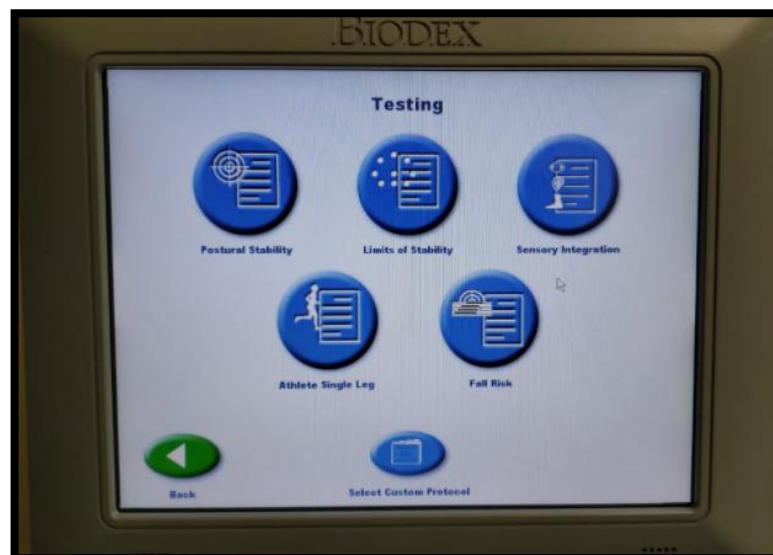 BIODEX
Testing
Postural Stability
Limits of Stability
Sensory Integration
Athlete Single Leg
Fall Risk
Back
Select Custom Protocol